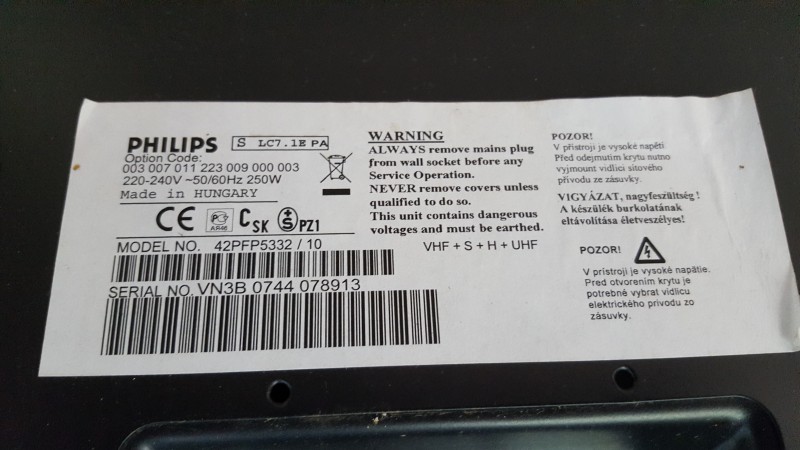 PHILIPS
S LC7.1E PA
Option Code:
003 007 011 223 009 000 003
220-240V ~50/60Hz 250W
Made in HUNGARY
CE
CSK
S PZ1
MODEL NO. 42PFP5332 / 10
SERIAL NO. VN3B 0744 078913
WARNING
ALWAYS remove mains plug
from wall socket before any
Service Operation.
NEVER remove covers unless
qualified to do so.
This unit contains dangerous
voltages and must be earthed.
VHF + S + H + UHF
POZOR!
V přístroji je vysoké napětí
Před odejmutím krytu nutno
vyjmount vidlici síťového
přívodu ze zásuvky.
VIGYÁZAT, nagyfeszültség !
A készülék burkolatának
eltávolítása életveszélyes!
POZOR!
V prístroji je vysoké napätie.
Pred otvorením krytu je
potrebné vybrat vidlicu
elektrického prívodu zo
zásuvky.